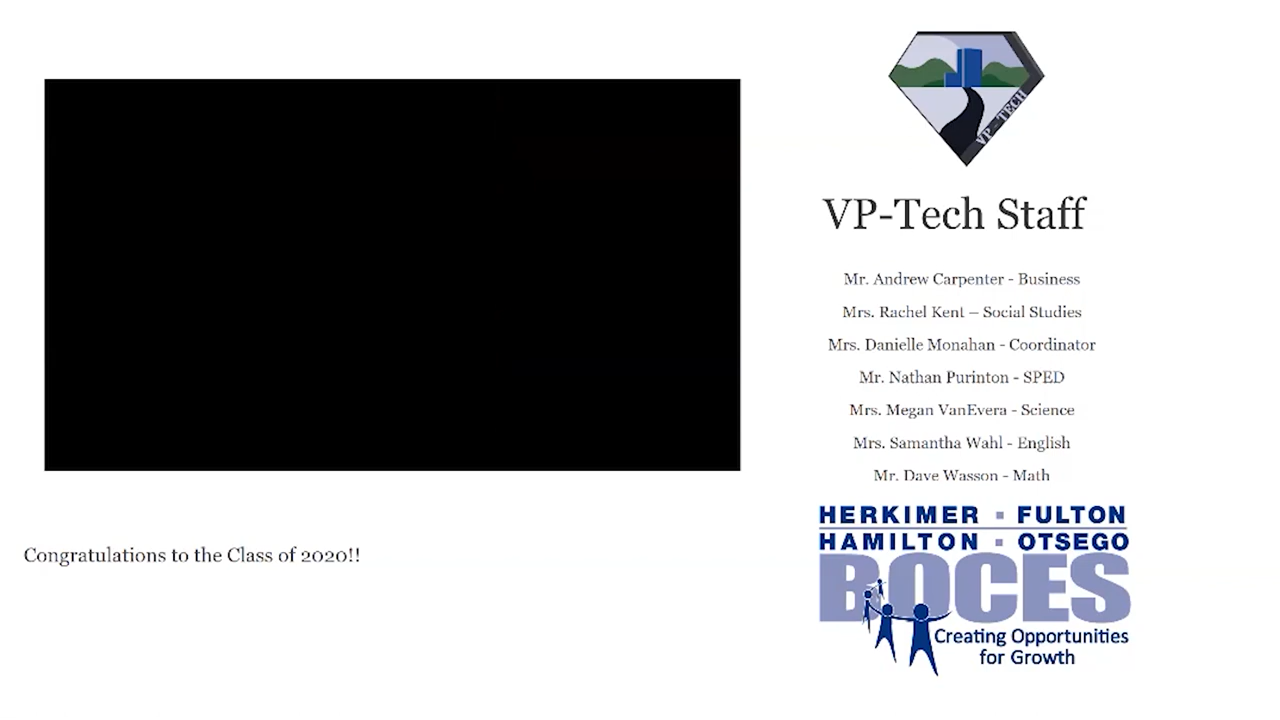 VP - TECH
VP-Tech Staff
Mr. Andrew Carpenter - Business
Mrs. Rachel Kent – Social Studies
Mrs. Danielle Monahan - Coordinator
Mr. Nathan Purinton - SPED
Mrs. Megan VanEvera - Science
Mrs. Samantha Wahl - English
Mr. Dave Wasson - Math
HERKIMER ▪ FULTON
HAMILTON ▪ OTSEGO
BOCES
Creating Opportunities
for Growth
Congratulations to the Class of 2020!!